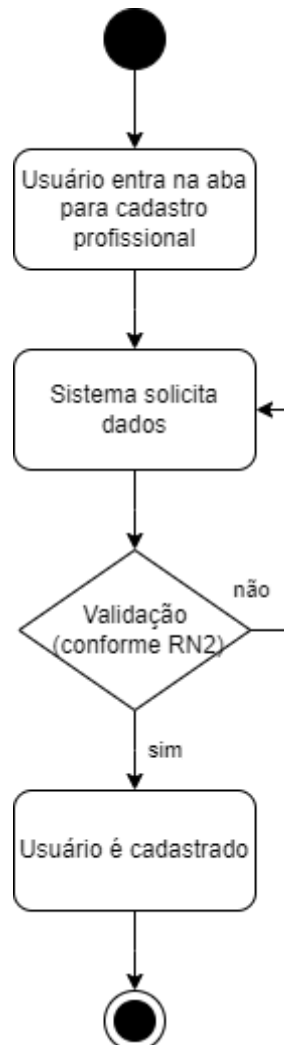 Usuário entra na aba
para cadastro
profissional
Sistema solicita
dados
não
Validação
(conforme RN2)
sim
Usuário é cadastrado